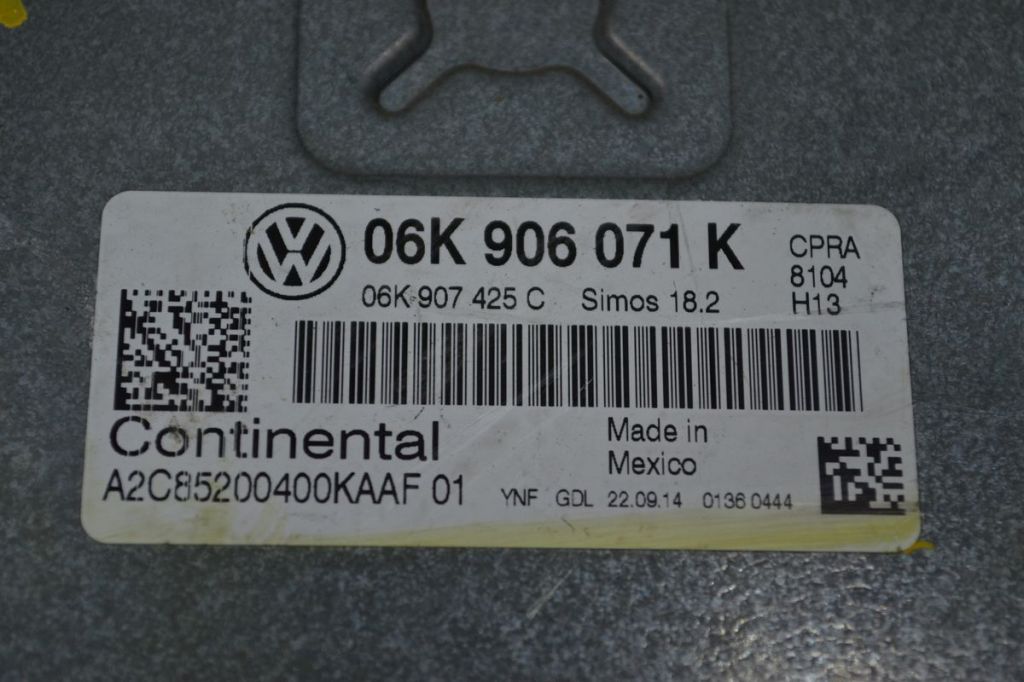 06K 906 071 K
CPRA
8104
H13
06K 907 425 C Simos 18.2
Continental
Made in
Mexico
A2C85200400KAAF 01
YNF GDL 22.09.14 0136 0444